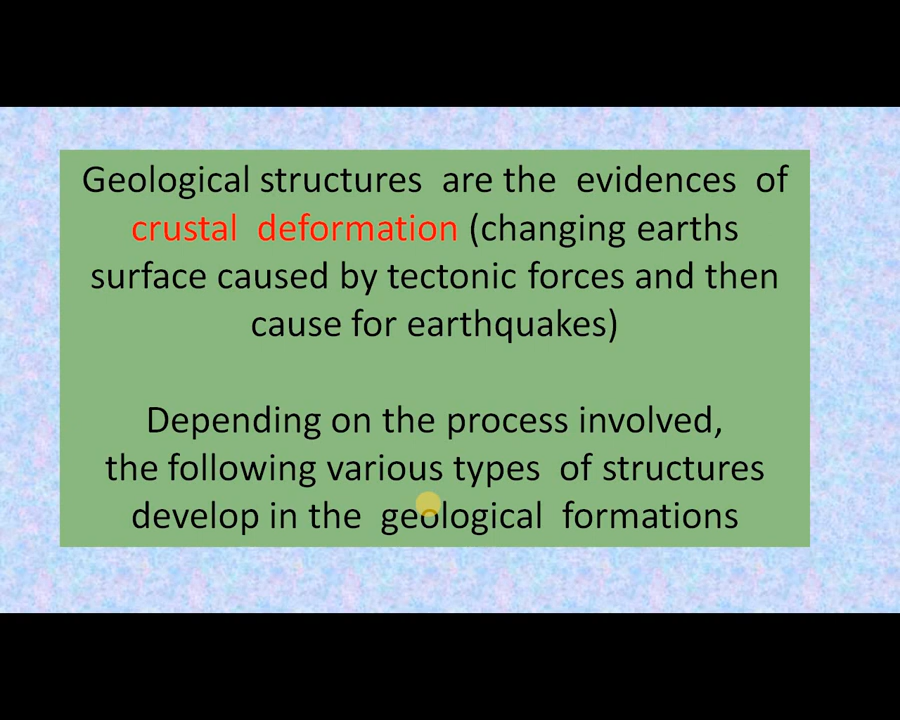 Geological structures are the evidences of
crustal deformation (changing earths
surface caused by tectonic forces and then
cause for earthquakes)
Depending on the process involved,
the following various types of structures
develop in the geological formations